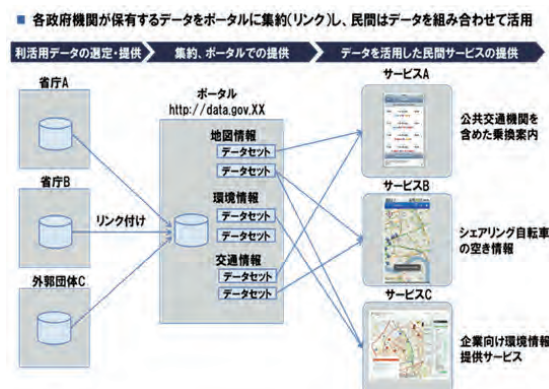 ■ 各政府機関が保有するデータをポータルに集約(リンク)し、民間はデータを組み合わせて活用
利活用データの選定・提供
集約、ポータルでの提供
データを活用した民間サービスの提供
省庁A
省庁B
リンク付け
外郭団体C
ポータル
http://data.gov.XX
地図情報
データセット
データセット
環境情報
データセット
データセット
交通情報
データセット
データセット
サービスA
公共交通機関を
含めた乗換案内
サービスB
シェアリング自転車
の空き情報
サービスC
企業向け環境情報
提供サービス